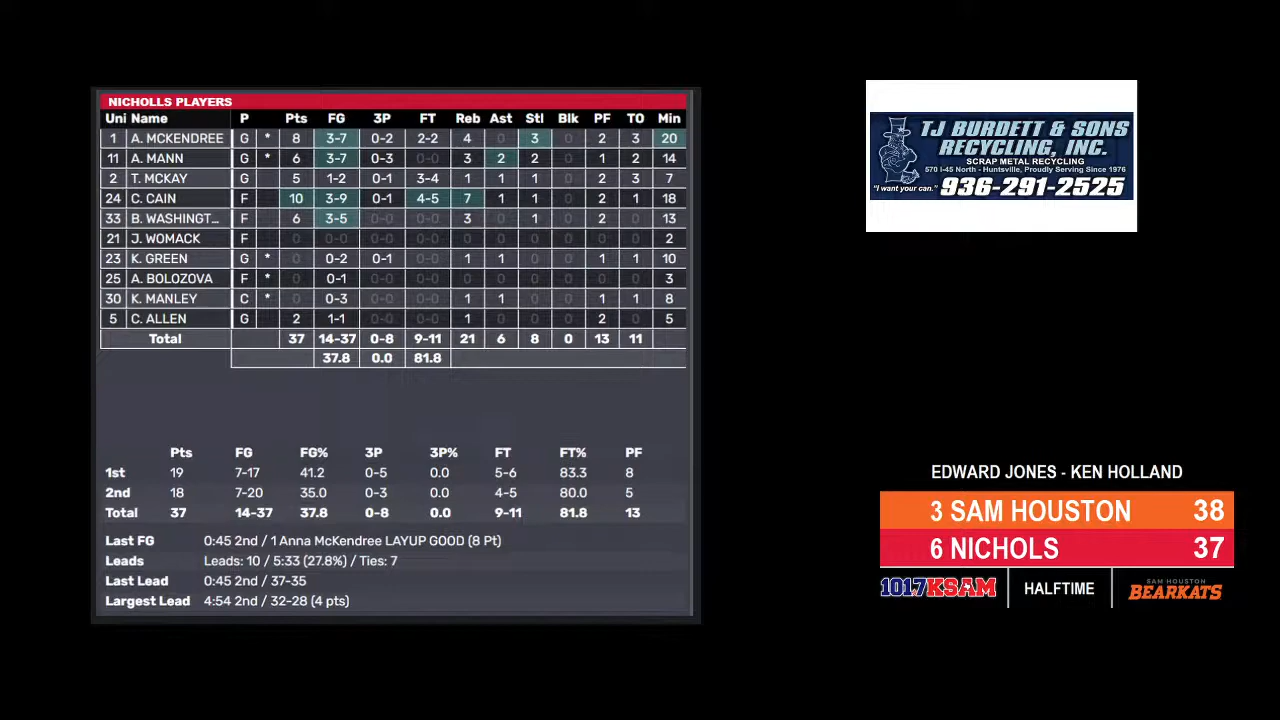 NICHOLLS PLAYERS
Uni Name P Pts FG 3P FT Reb Ast Stl Blk PF TO Min
1 A. MCKENDREE G * 8 3-7 0-2 2-2 4 0 3 0 2 3 20
11 A. MANN G * 6 3-7 0-3 0-0 3 2 2 0 1 2 14
2 T. MCKAY G 5 1-2 0-1 3-4 1 1 1 0 2 3 7
24 C. CAIN F 10 3-9 0-1 4-5 7 1 1 0 2 1 18
33 B. WASHINGT... F 6 3-5 0-0 0-0 3 0 1 0 2 0 13
21 J. WOMACK F 0 0-0 0-0 0-0 0 0 0 0 0 0 2
23 K. GREEN G * 0 0-2 0-1 0-0 1 1 0 0 1 1 10
25 A. BOLOZOVA F * 0 0-1 0-0 0-0 0 0 0 0 0 0 3
30 K. MANLEY C * 0 0-3 0-0 0-0 1 1 0 0 1 1 8
5 C. ALLEN G 2 1-1 0-0 0-0 1 0 0 0 2 0 5
Total 37 14-37 0-8 9-11 21 6 8 0 13 11
37.8 0.0 81.8
Pts FG FG% 3P 3P% FT FT% PF
1st 19 7-17 41.2 0-5 0.0 5-6 83.3 8
2nd 18 7-20 35.0 0-3 0.0 4-5 80.0 5
Total 37 14-37 37.8 0-8 0.0 9-11 81.8 13
Last FG 0:45 2nd / 1 Anna McKendree LAYUP GOOD (8 Pt)
Leads Leads: 10 / 5:33 (27.8%) / Ties: 7
Last Lead 0:45 2nd / 37-35
Largest Lead 4:54 2nd / 32-28 (4 pts)
TJ BURDETT & SONS
RECYCLING, INC.
SCRAP METAL RECYCLING
570 I-45 North - Huntsville, Proudly Serving Since 1976
"I want your can." 936-291-2525
EDWARD JONES - KEN HOLLAND
3 SAM HOUSTON 38
6 NICHOLS 37
101.7 KSAM HALFTIME SAM HOUSTON
BEARKATS